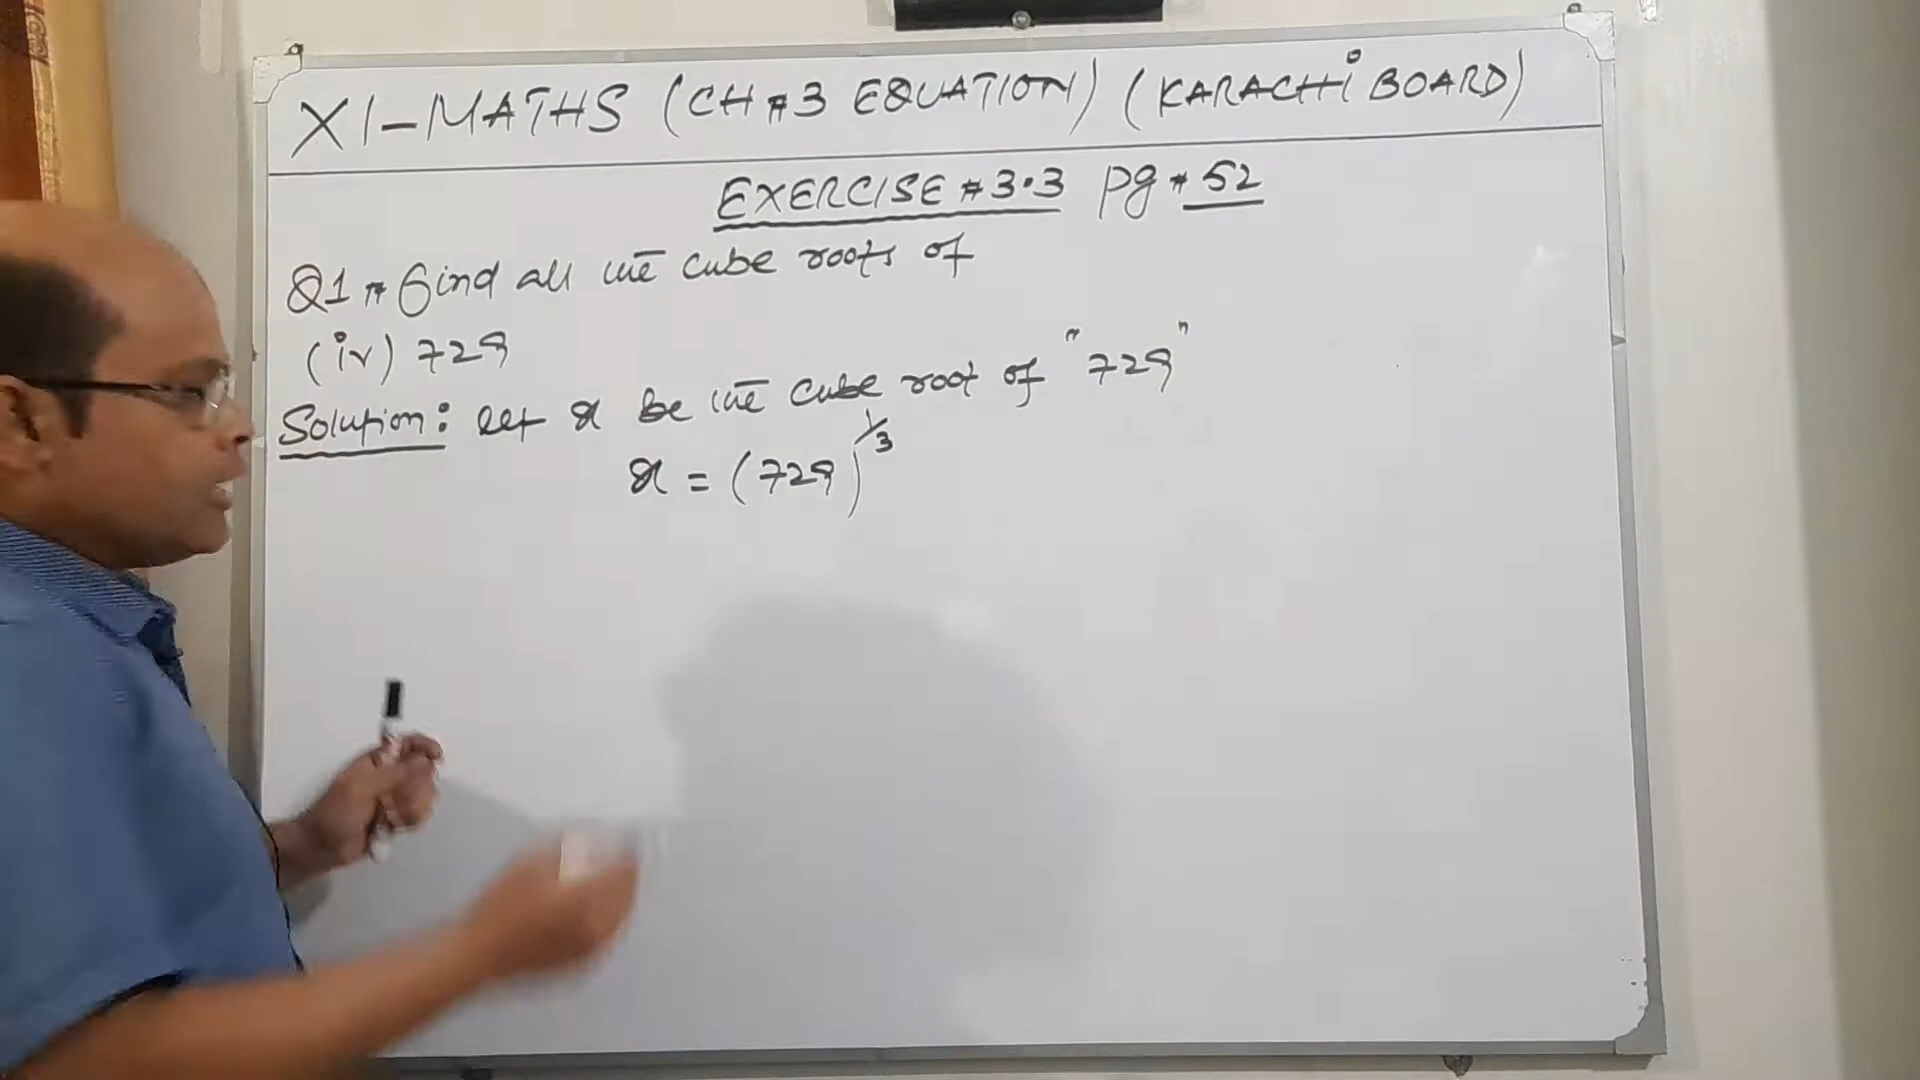 XI-MATHS (CH#3 EQUATION) (KARACHi BOARD)
EXERCISE #3.3 pg # 52
Q1# Find all the cube roots of
(iv) 729
Solution: let x be the cube root of "729"
x = (729)^1/3